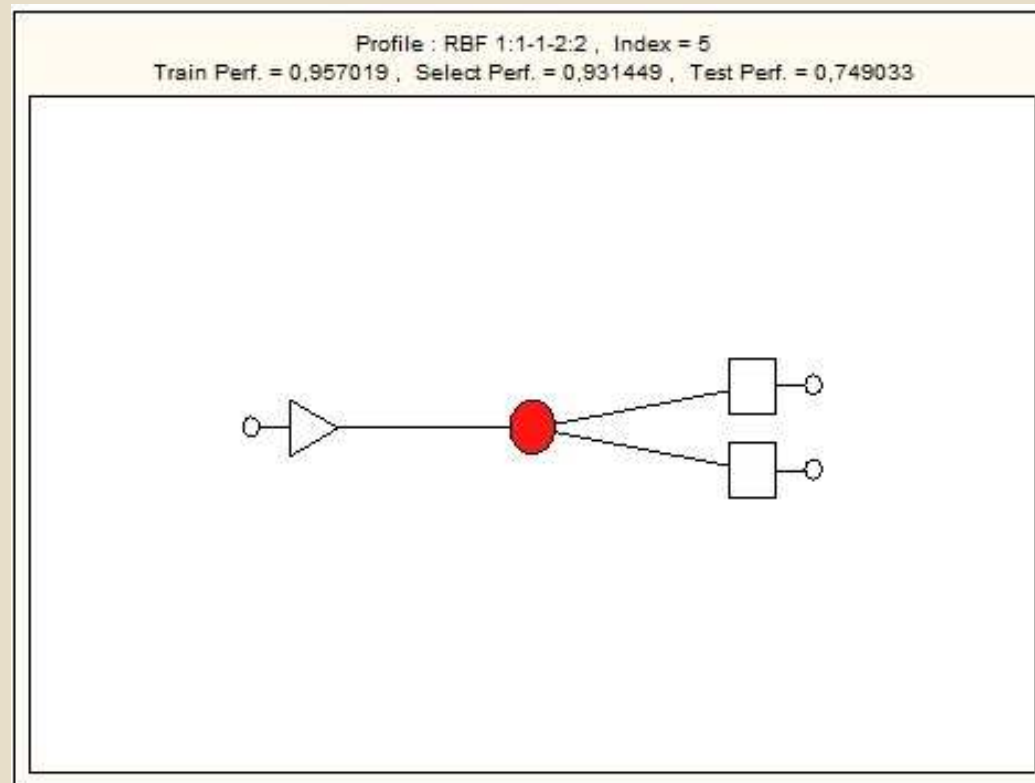 Profile : RBF 1:1-1-2:2 , Index = 5
Train Perf. = 0,957019 , Select Perf. = 0,931449 , Test Perf. = 0,749033